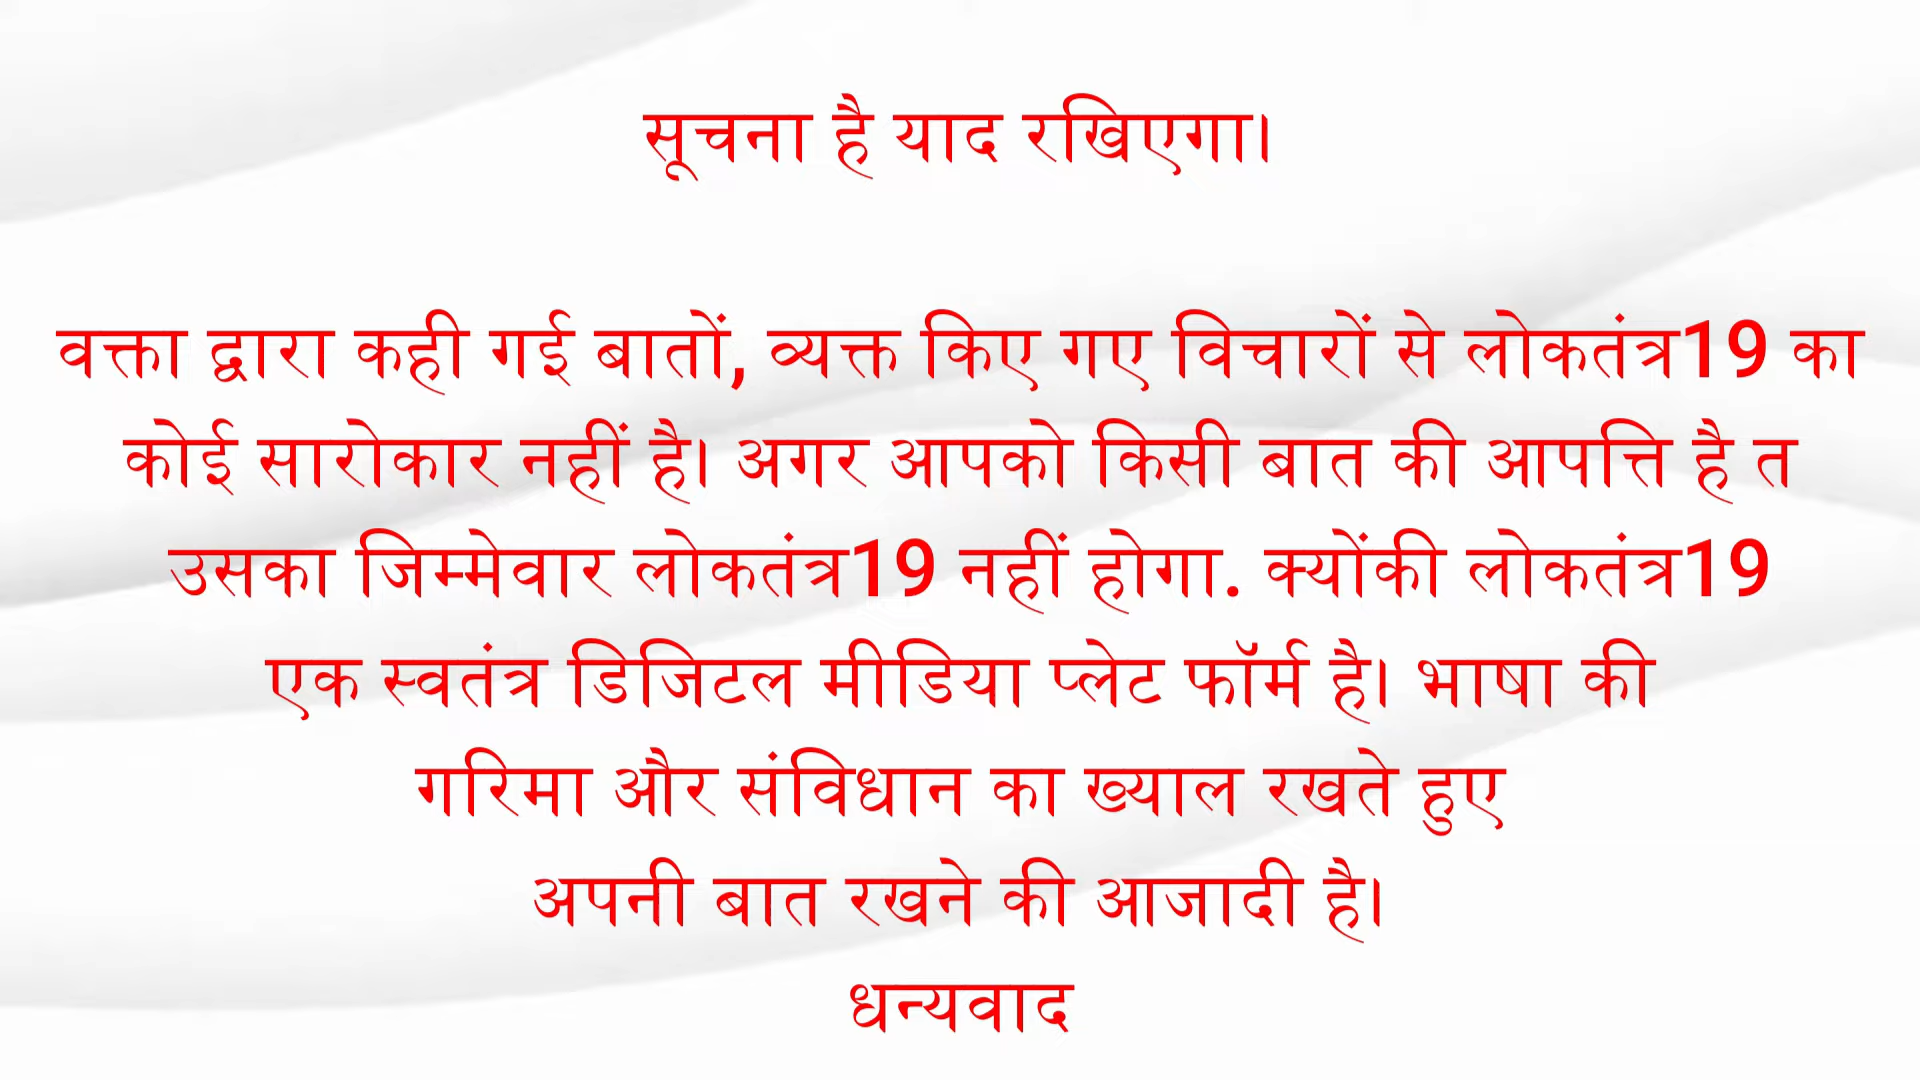 सूचना है याद रखिएगा।
वक्ता द्वारा कही गई बातों, व्यक्त किए गए विचारों से लोकतंत्र19 का
कोई सारोकार नहीं है। अगर आपको किसी बात की आपत्ति है त
उसका जिम्मेवार लोकतंत्र19 नहीं होगा. क्योंकी लोकतंत्र19
एक स्वतंत्र डिजिटल मीडिया प्लेट फॉर्म है। भाषा की
गरिमा और संविधान का ख्याल रखते हुए
अपनी बात रखने की आजादी है।
धन्यवाद